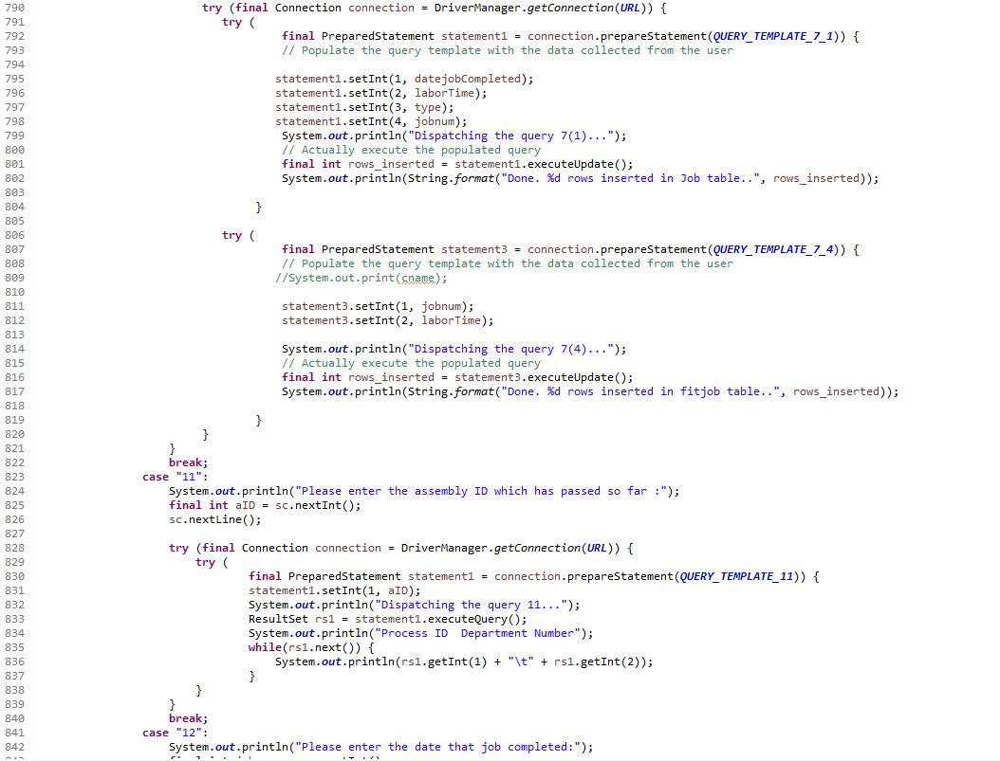 790 try (final Connection connection = DriverManager.getConnection(URL)) {
791 try (
792 final PreparedStatement statement1 = connection.prepareStatement(QUERY_TEMPLATE_7_1)) {
793 // Populate the query template with the data collected from the user
794
795 statement1.setInt(1, datejobCompleted);
796 statement1.setInt(2, laborTime);
797 statement1.setInt(3, type);
798 statement1.setInt(4, jobnum);
799 System.out.println("Dispatching the query 7(1)...");
800 // Actually execute the populated query
801 final int rows_inserted = statement1.executeUpdate();
802 System.out.println(String.format("Done. %d rows inserted in Job table..", rows_inserted));
803
804 }
805
806 try (
807 final PreparedStatement statement3 = connection.prepareStatement(QUERY_TEMPLATE_7_4)) {
808 // Populate the query template with the data collected from the user
809 //System.out.print(cname);
810
811 statement3.setInt(1, jobnum);
812 statement3.setInt(2, laborTime);
813
814 System.out.println("Dispatching the query 7(4)...");
815 // Actually execute the populated query
816 final int rows_inserted = statement3.executeUpdate();
817 System.out.println(String.format("Done. %d rows inserted in fitjob table..", rows_inserted));
818
819 }
820 }
821 }
822 break;
823 case "11":
824 System.out.println("Please enter the assembly ID which has passed so far :");
825 final int aID = sc.nextInt();
826 sc.nextLine();
827
828 try (final Connection connection = DriverManager.getConnection(URL)) {
829 try (
830 final PreparedStatement statement1 = connection.prepareStatement(QUERY_TEMPLATE_11)) {
831 statement1.setInt(1, aID);
832 System.out.println("Dispatching the query 11...");
833 ResultSet rs1 = statement1.executeQuery();
834 System.out.println("Process ID  Department Number");
835 while(rs1.next()) {
836 System.out.println(rs1.getInt(1) + "\t" + rs1.getInt(2));
837 }
838 }
839 }
840 break;
841 case "12":
842 System.out.println("Please enter the date that job completed:");